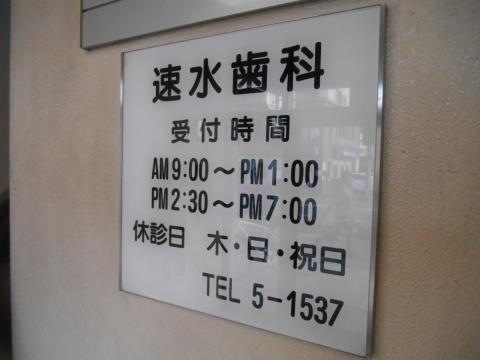 速水歯科
受付時間
AM9:00～PM1:00
PM2:30～PM7:00
休診日 木・日・祝日
TEL 5-1537